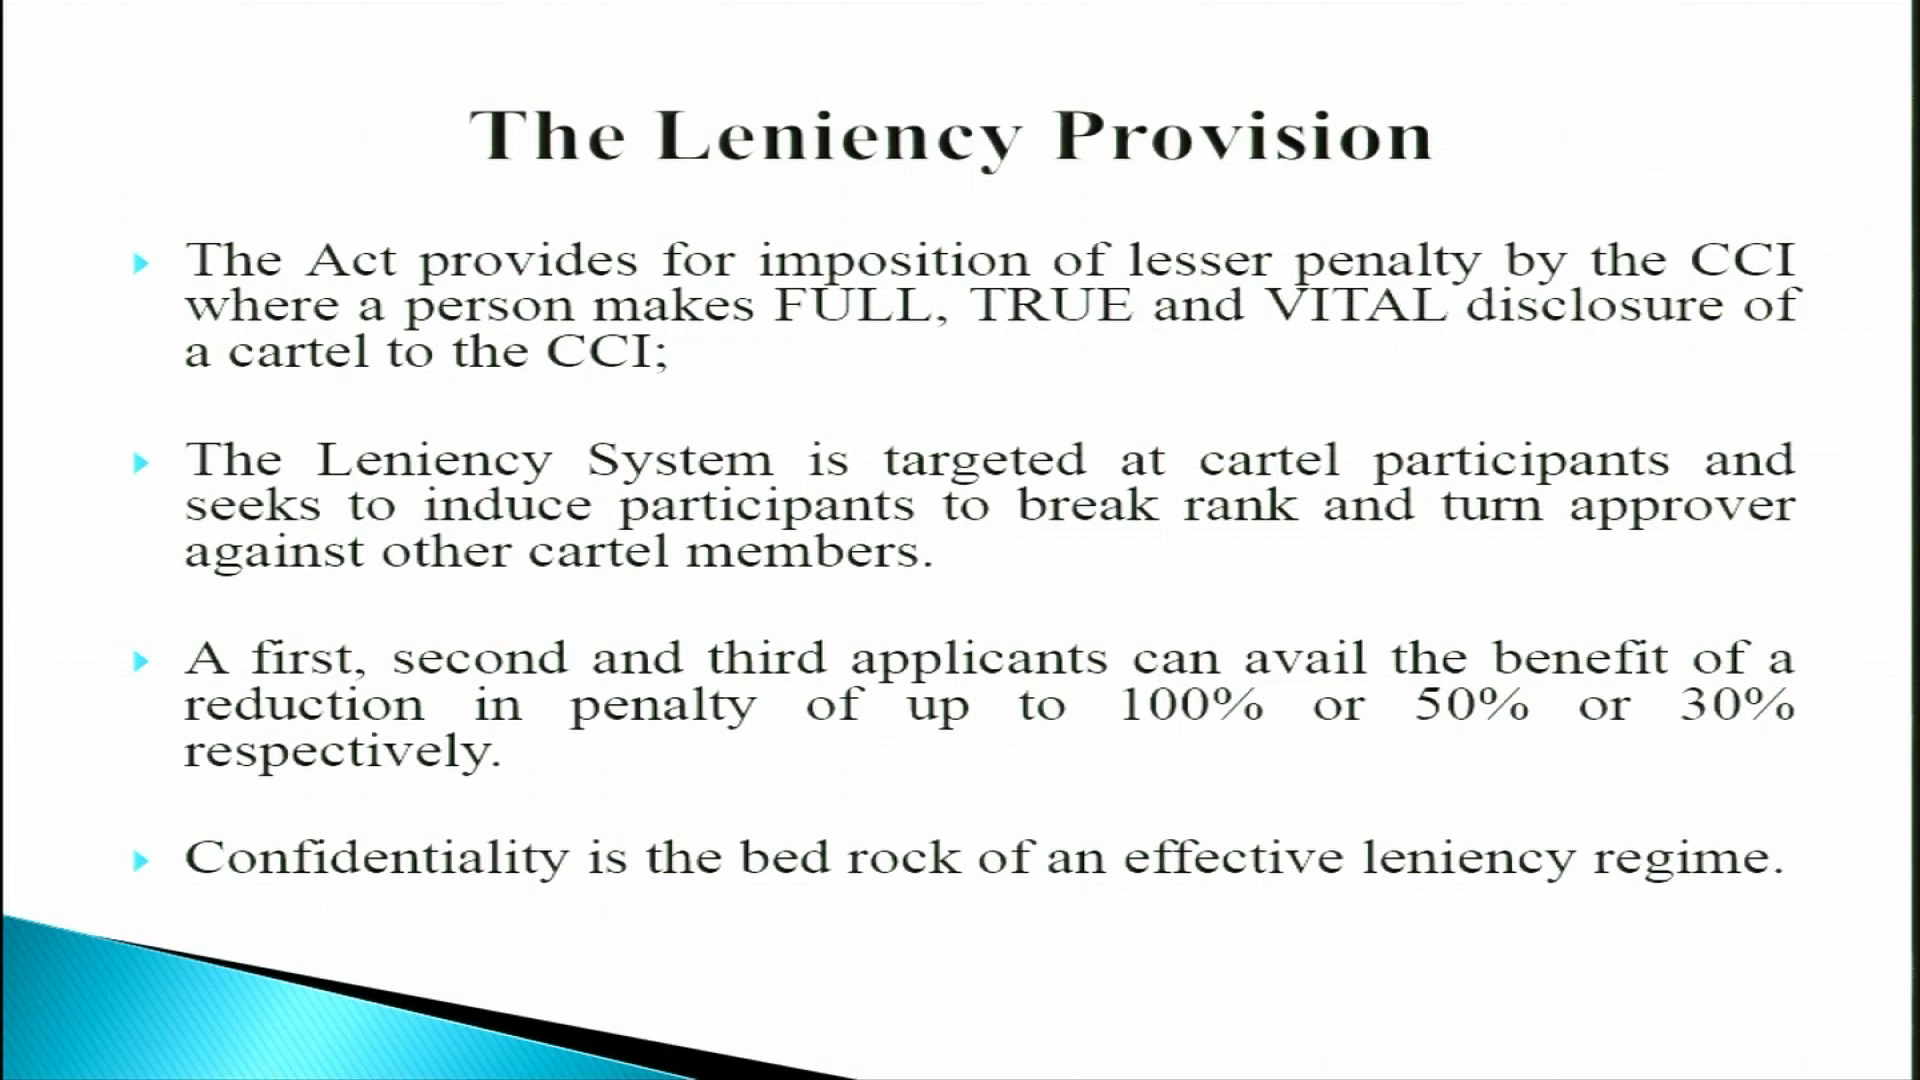 The Leniency Provision
The Act provides for imposition of lesser penalty by the CCI
where a person makes FULL, TRUE and VITAL disclosure of
a cartel to the CCI;
The Leniency System is targeted at cartel participants and
seeks to induce participants to break rank and turn approver
against other cartel members.
A first, second and third applicants can avail the benefit of a
reduction in penalty of up to 100% or 50% or 30%
respectively.
Confidentiality is the bed rock of an effective leniency regime.